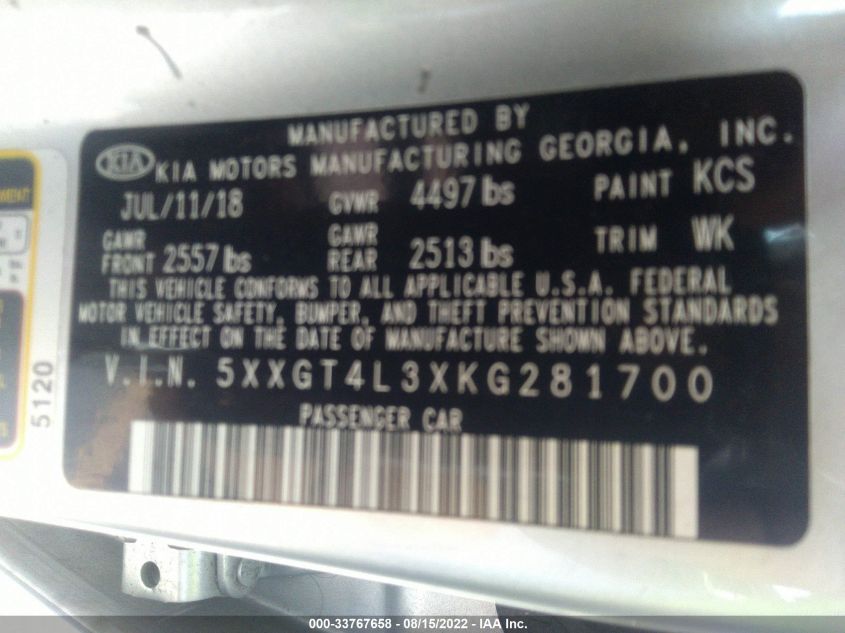 MANUFACTURED BY
KIA KIA MOTORS MANUFACTURING GEORGIA, INC.
JUL/11/18 GVWR 4497 bs PAINT KCS
GAWR FRONT 2557 bs GAWR REAR 2513 bs TRIM WK
THIS VEHICLE CONFORMS TO ALL APPLICABLE U.S.A. FEDERAL
MOTOR VEHICLE SAFETY, BUMPER, AND THEFT PREVENTION STANDARDS
IN EFFECT ON THE DATE OF MANUFACTURE SHOWN ABOVE.
V.I.N. 5XXGT4L3XKG281700
PASSENGER CAR
5120
000-33767658 - 08/15/2022 - IAA Inc.